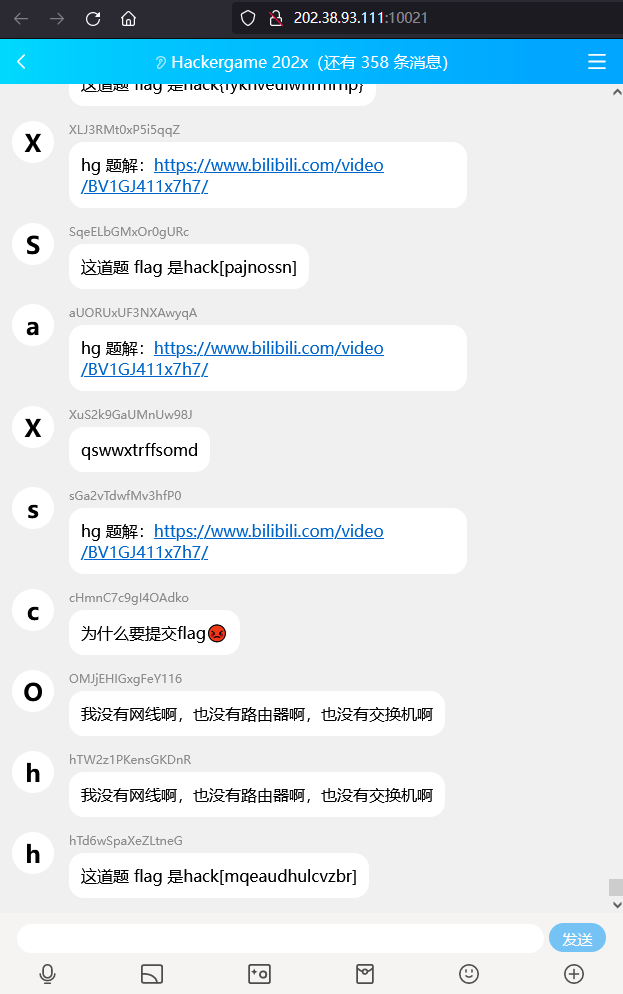 202.38.93.111:10021
Hackergame 202x（还有 358 条消息）
这道题 flag 是
X
XLJ3RMt0xP5i5qqZ
hg 题解：https://www.bilibili.com/video
/BV1GJ411x7h7/
S
SqeELbGMxOr0gURc
这道题 flag 是hack[pajnossn]
a
aUORUxUF3NXAwyqA
hg 题解：https://www.bilibili.com/video
/BV1GJ411x7h7/
X
XuS2k9GaUMnUw98J
qswwxtrffsomd
s
sGa2vTdwfMv3hfP0
hg 题解：https://www.bilibili.com/video
/BV1GJ411x7h7/
c
cHmnC7c9gI4OAdko
为什么要提交flag😡
O
OMJjEHIGxgFeY116
我没有网线啊，也没有路由器啊，也没有交换机啊
h
hTW2z1PKensGKDnR
我没有网线啊，也没有路由器啊，也没有交换机啊
h
hTd6wSpaXeZLtneG
这道题 flag 是hack[mqeaudhulcvzbr]
发送